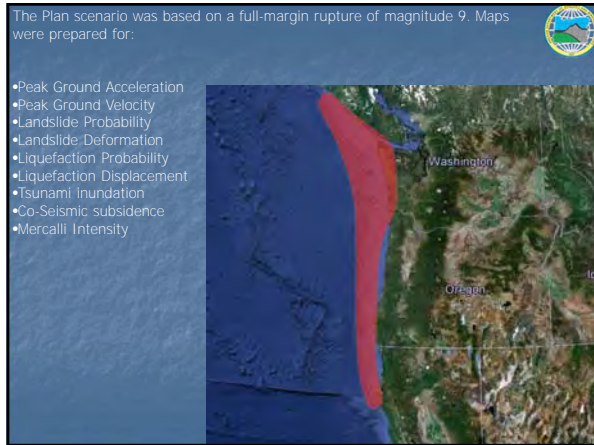 The Plan scenario was based on a full-margin rupture of magnitude 9. Maps
were prepared for:
•Peak Ground Acceleration
•Peak Ground Velocity
•Landslide Probability
•Landslide Deformation
•Liquefaction Probability
•Liquefaction Displacement
•Tsunami Inundation
•Co-Seismic subsidence
•Mercalli Intensity
Washington
Oregon